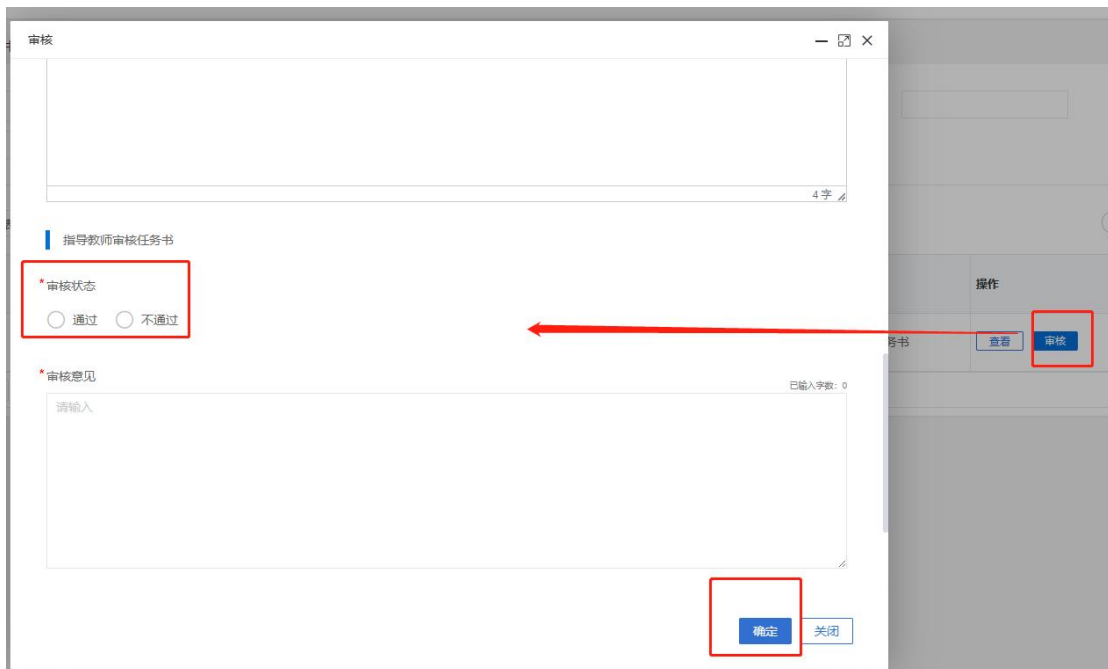 审核
4字
指导教师审核任务书
*审核状态
通过 不通过
操作
务书 查看 审核
*审核意见
已输入字数：0
请输入
确定 关闭